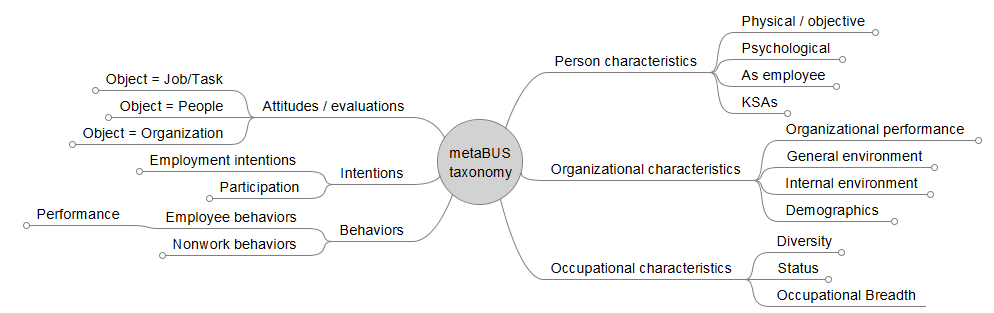 metaBUS
taxonomy
Attitudes / evaluations
Object = Job/Task
Object = People
Object = Organization
Intentions
Employment intentions
Participation
Behaviors
Employee behaviors
Performance
Nonwork behaviors
Person characteristics
Physical / objective
Psychological
As employee
KSAs
Organizational characteristics
Organizational performance
General environment
Internal environment
Demographics
Occupational characteristics
Diversity
Status
Occupational Breadth